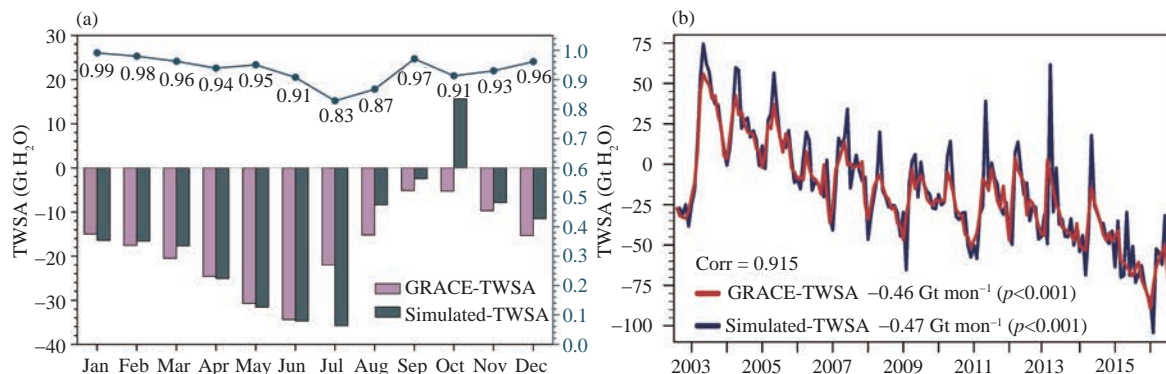 (a)
TWSA (Gt H₂O)
30
20
10
0
−10
−20
−30
−40
0.99 0.98 0.96 0.94 0.95 0.91 0.83 0.87 0.97 0.91 0.93 0.96
1.0
0.9
0.8
0.7
0.6
0.5
0.4
0.3
0.2
0.1
0.0
GRACE-TWSA
Simulated-TWSA
Jan Feb Mar Apr May Jun Jul Aug Sep Oct Nov Dec
(b)
TWSA (Gt H₂O)
75
50
25
0
−25
−50
−75
−100
Corr = 0.915
GRACE-TWSA −0.46 Gt mon⁻¹ (p<0.001)
Simulated-TWSA −0.47 Gt mon⁻¹ (p<0.001)
2003 2005 2007 2009 2011 2013 2015